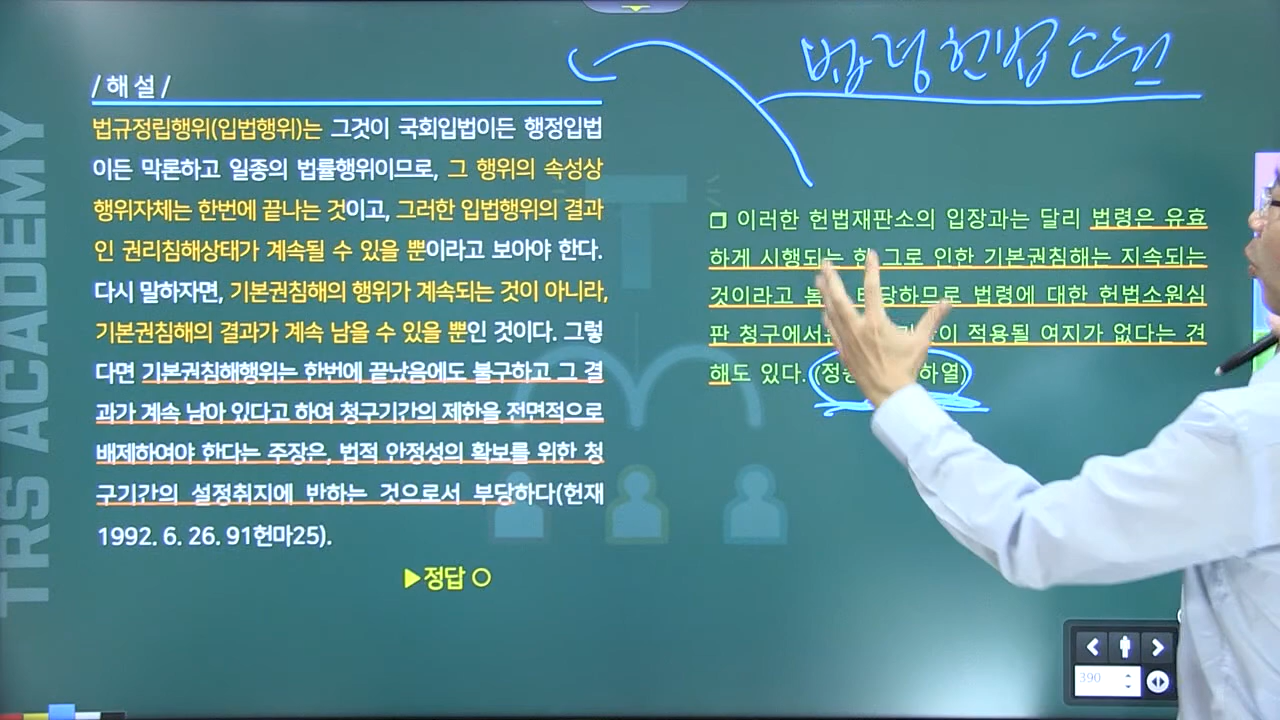 법령헌법소원
/ 해 설 /
법규정립행위(입법행위)는 그것이 국회입법이든 행정입법
이든 막론하고 일종의 법률행위이므로, 그 행위의 속성상
행위자체는 한번에 끝나는 것이고, 그러한 입법행위의 결과
인 권리침해상태가 계속될 수 있을 뿐이라고 보아야 한다.
다시 말하자면, 기본권침해의 행위가 계속되는 것이 아니라,
기본권침해의 결과가 계속 남을 수 있을 뿐인 것이다. 그렇
다면 기본권침해행위는 한번에 끝났음에도 불구하고 그 결
과가 계속 남아 있다고 하여 청구기간의 제한을 전면적으로
배제하여야 한다는 주장은, 법적 안정성의 확보를 위한 청
구기간의 설정취지에 반하는 것으로서 부당하다(헌재
1992. 6. 26. 91헌마25).
▶정답 ○
❐ 이러한 헌법재판소의 입장과는 달리 법령은 유효
하게 시행되는 한 그로 인한 기본권침해는 지속되는
것이라고 봄 타당하므로 법령에 대한 헌법소원심
판 청구에서 이 적용될 여지가 없다는 견
해도 있다. (정 하열)
TRS ACADEMY
390